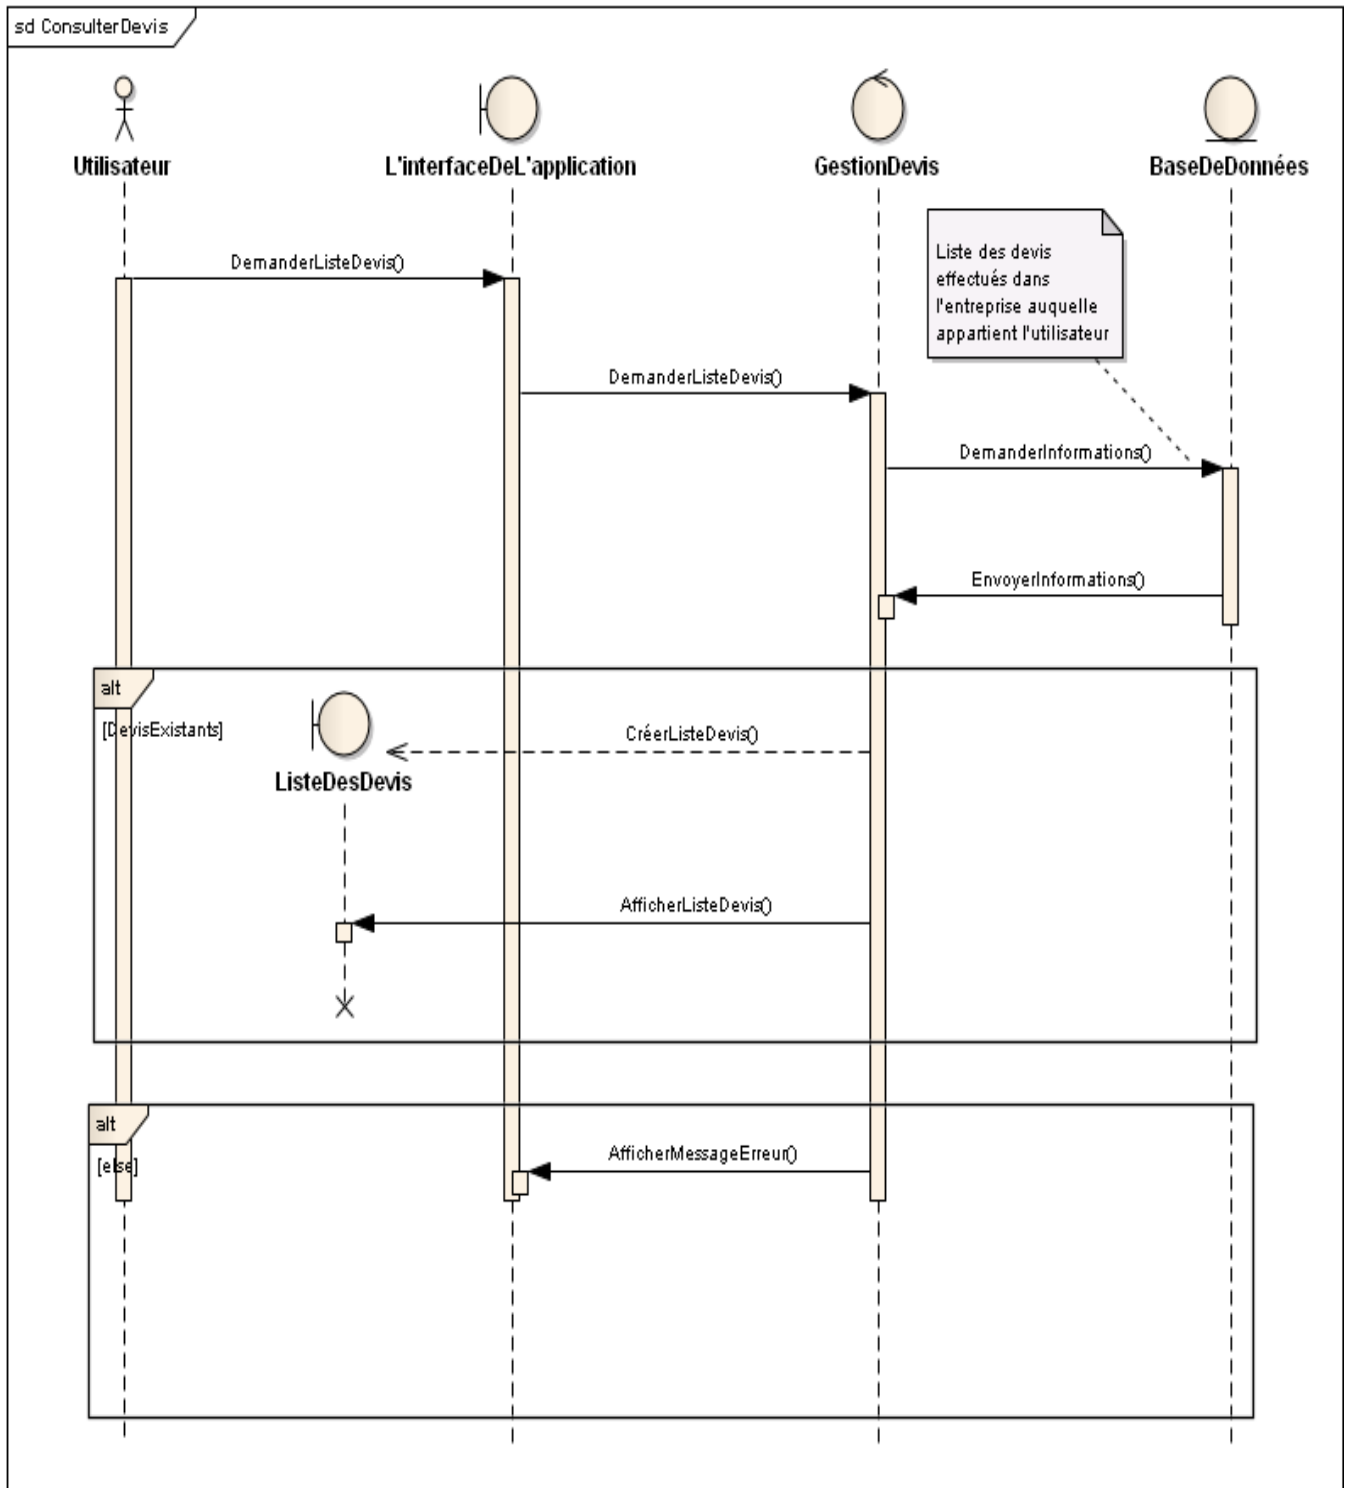 sd ConsulterDevis
Utilisateur
L'interfaceDeL'application
GestionDevis
BaseDeDonnées
Liste des devis
effectués dans
l'entreprise auquelle
appartient l'utilisateur
DemanderListeDevis()
DemanderListeDevis()
DemanderInformations()
EnvoyerInformations()
alt
[DevisExistants]
CréerListeDevis()
ListeDesDevis
AfficherListeDevis()
alt
[else]
AfficherMessageErreur()